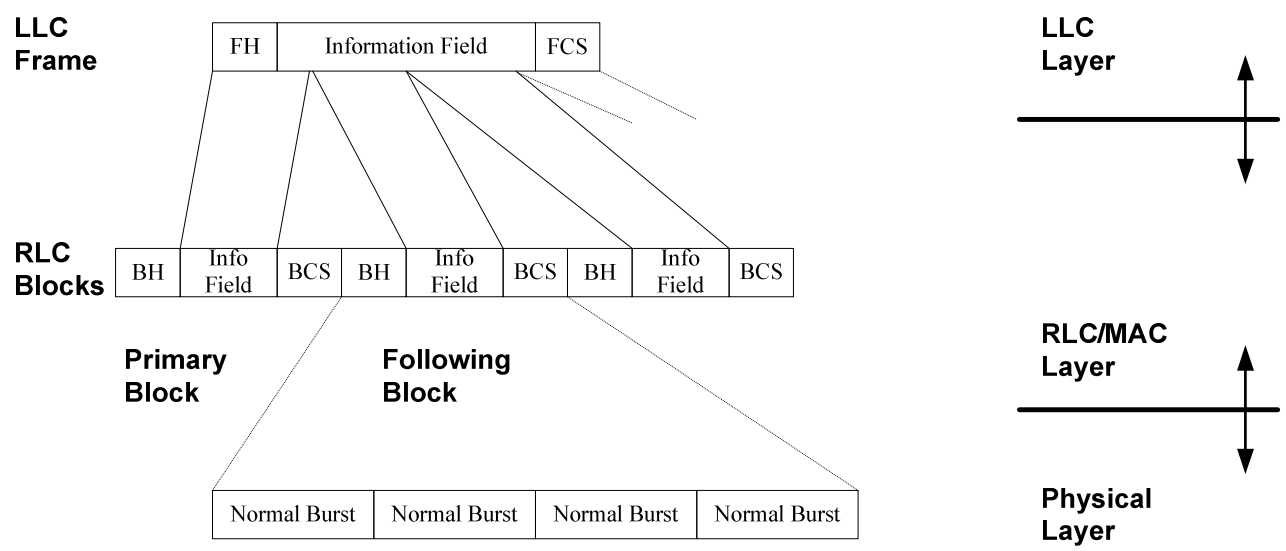 LLC
Frame
FH
Information Field
FCS
LLC
Layer
RLC
Blocks
BH
Info
Field
BCS
BH
Info
Field
BCS
BH
Info
Field
BCS
Primary
Block
Following
Block
RLC/MAC
Layer
Normal Burst
Normal Burst
Normal Burst
Normal Burst
Physical
Layer